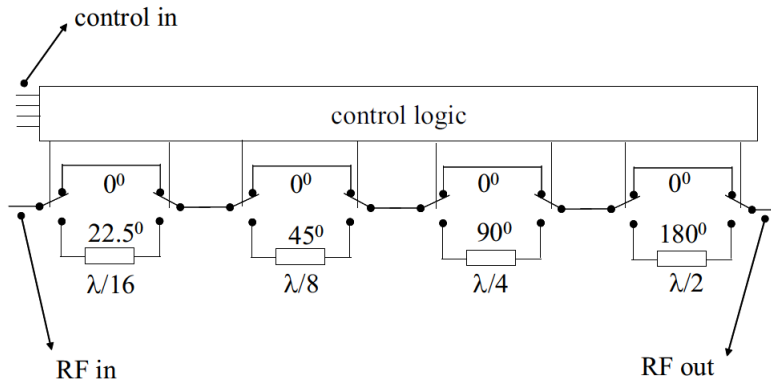 control in
control logic
0⁰ 0⁰ 0⁰ 0⁰
22.5⁰ 45⁰ 90⁰ 180⁰
λ/16 λ/8 λ/4 λ/2
RF in RF out